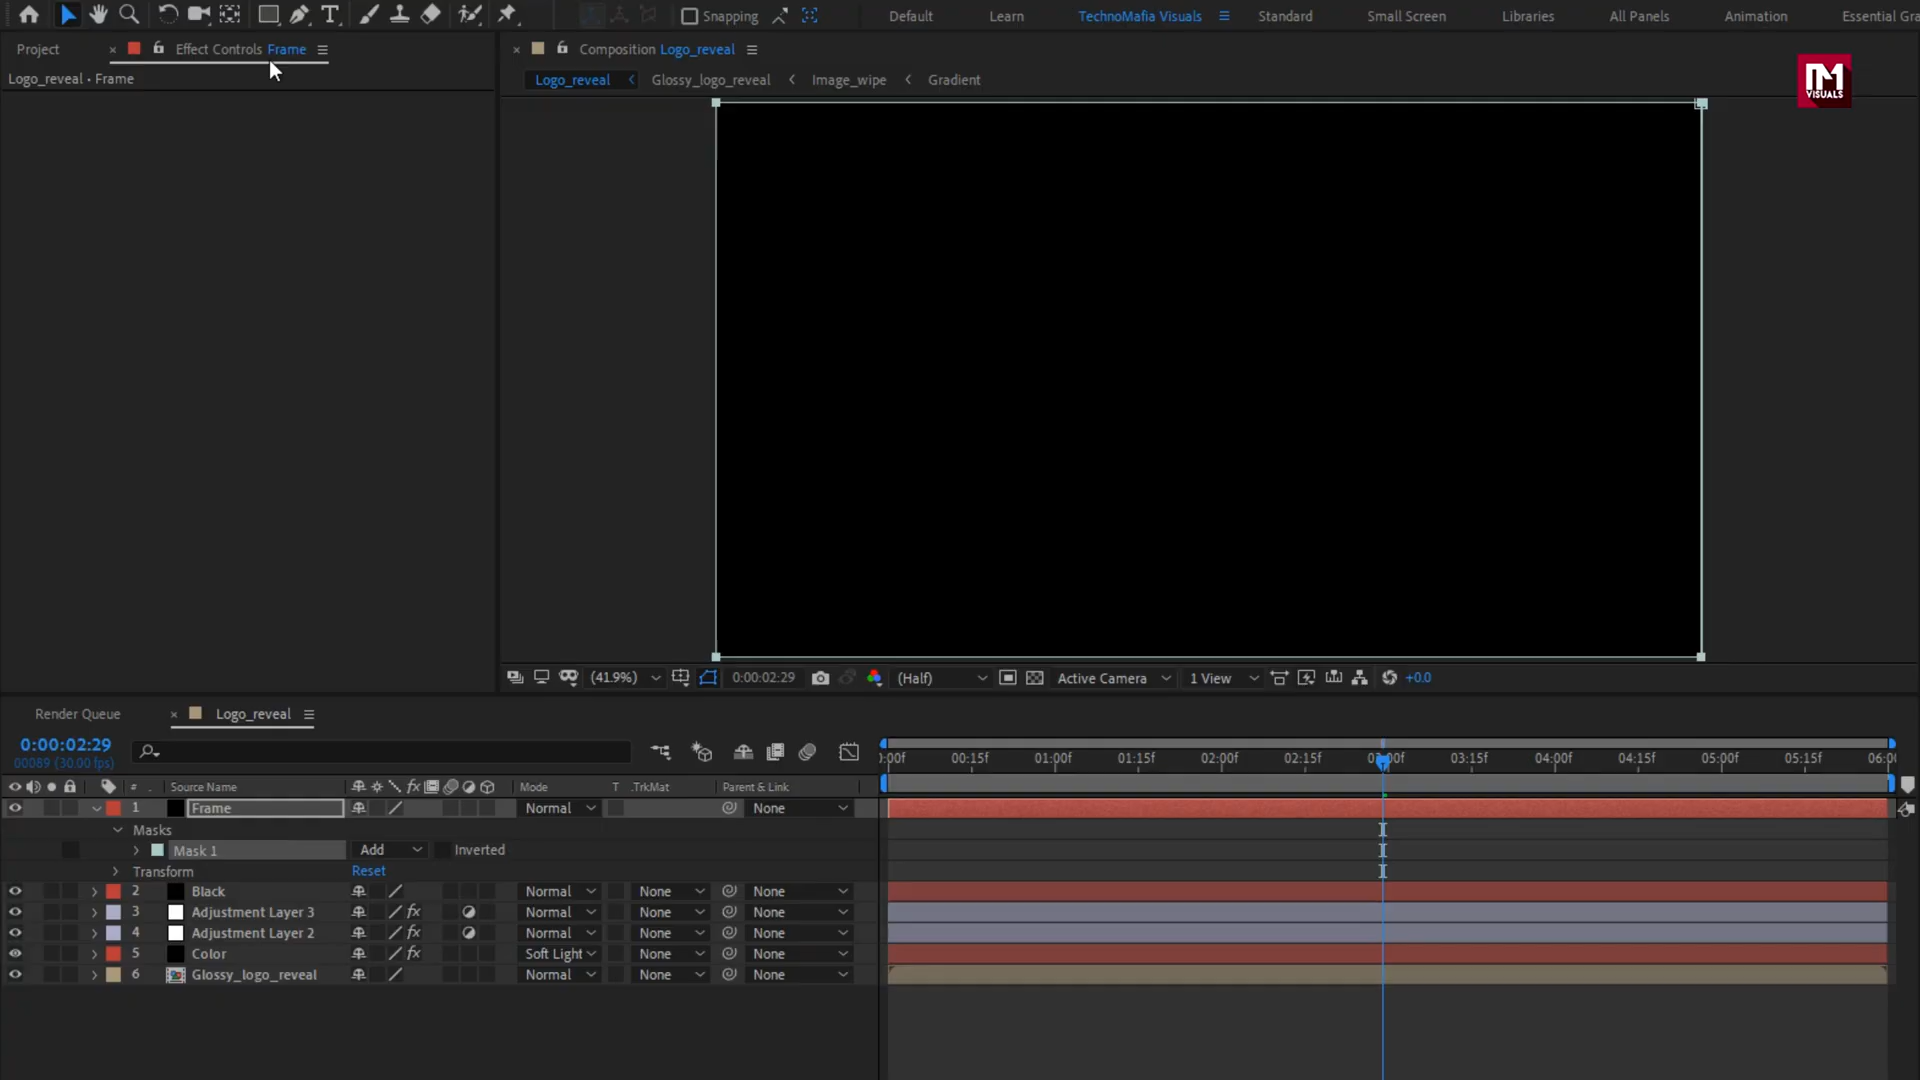 Snapping
Default
Learn
TechnoMafia Visuals
Standard
Small Screen
Libraries
All Panels
Animation
Essential Gra
Project
Effect Controls Frame
Composition Logo_reveal
TM
VISUALS
Logo_reveal • Frame
Logo_reveal
Glossy_logo_reveal
Image_wipe
Gradient
(41.9%)
0:00:02:29
(Half)
Active Camera
1 View
+0.0
Render Queue
Logo_reveal
0:00:02:29
00089 (30.00 fps)
:00f 00:15f 01:00f 01:15f 02:00f 02:15f 03:00f 03:15f 04:00f 04:15f 05:00f 05:15f 06:00
# Source Name fx Mode T .TrkMat Parent & Link
1 Frame Normal None
Masks
Mask 1 Add Inverted
Transform Reset
2 Black Normal None None
3 Adjustment Layer 3 fx Normal None None
4 Adjustment Layer 2 fx Normal None None
5 Color fx Soft Light None None
6 Glossy_logo_reveal Normal None None